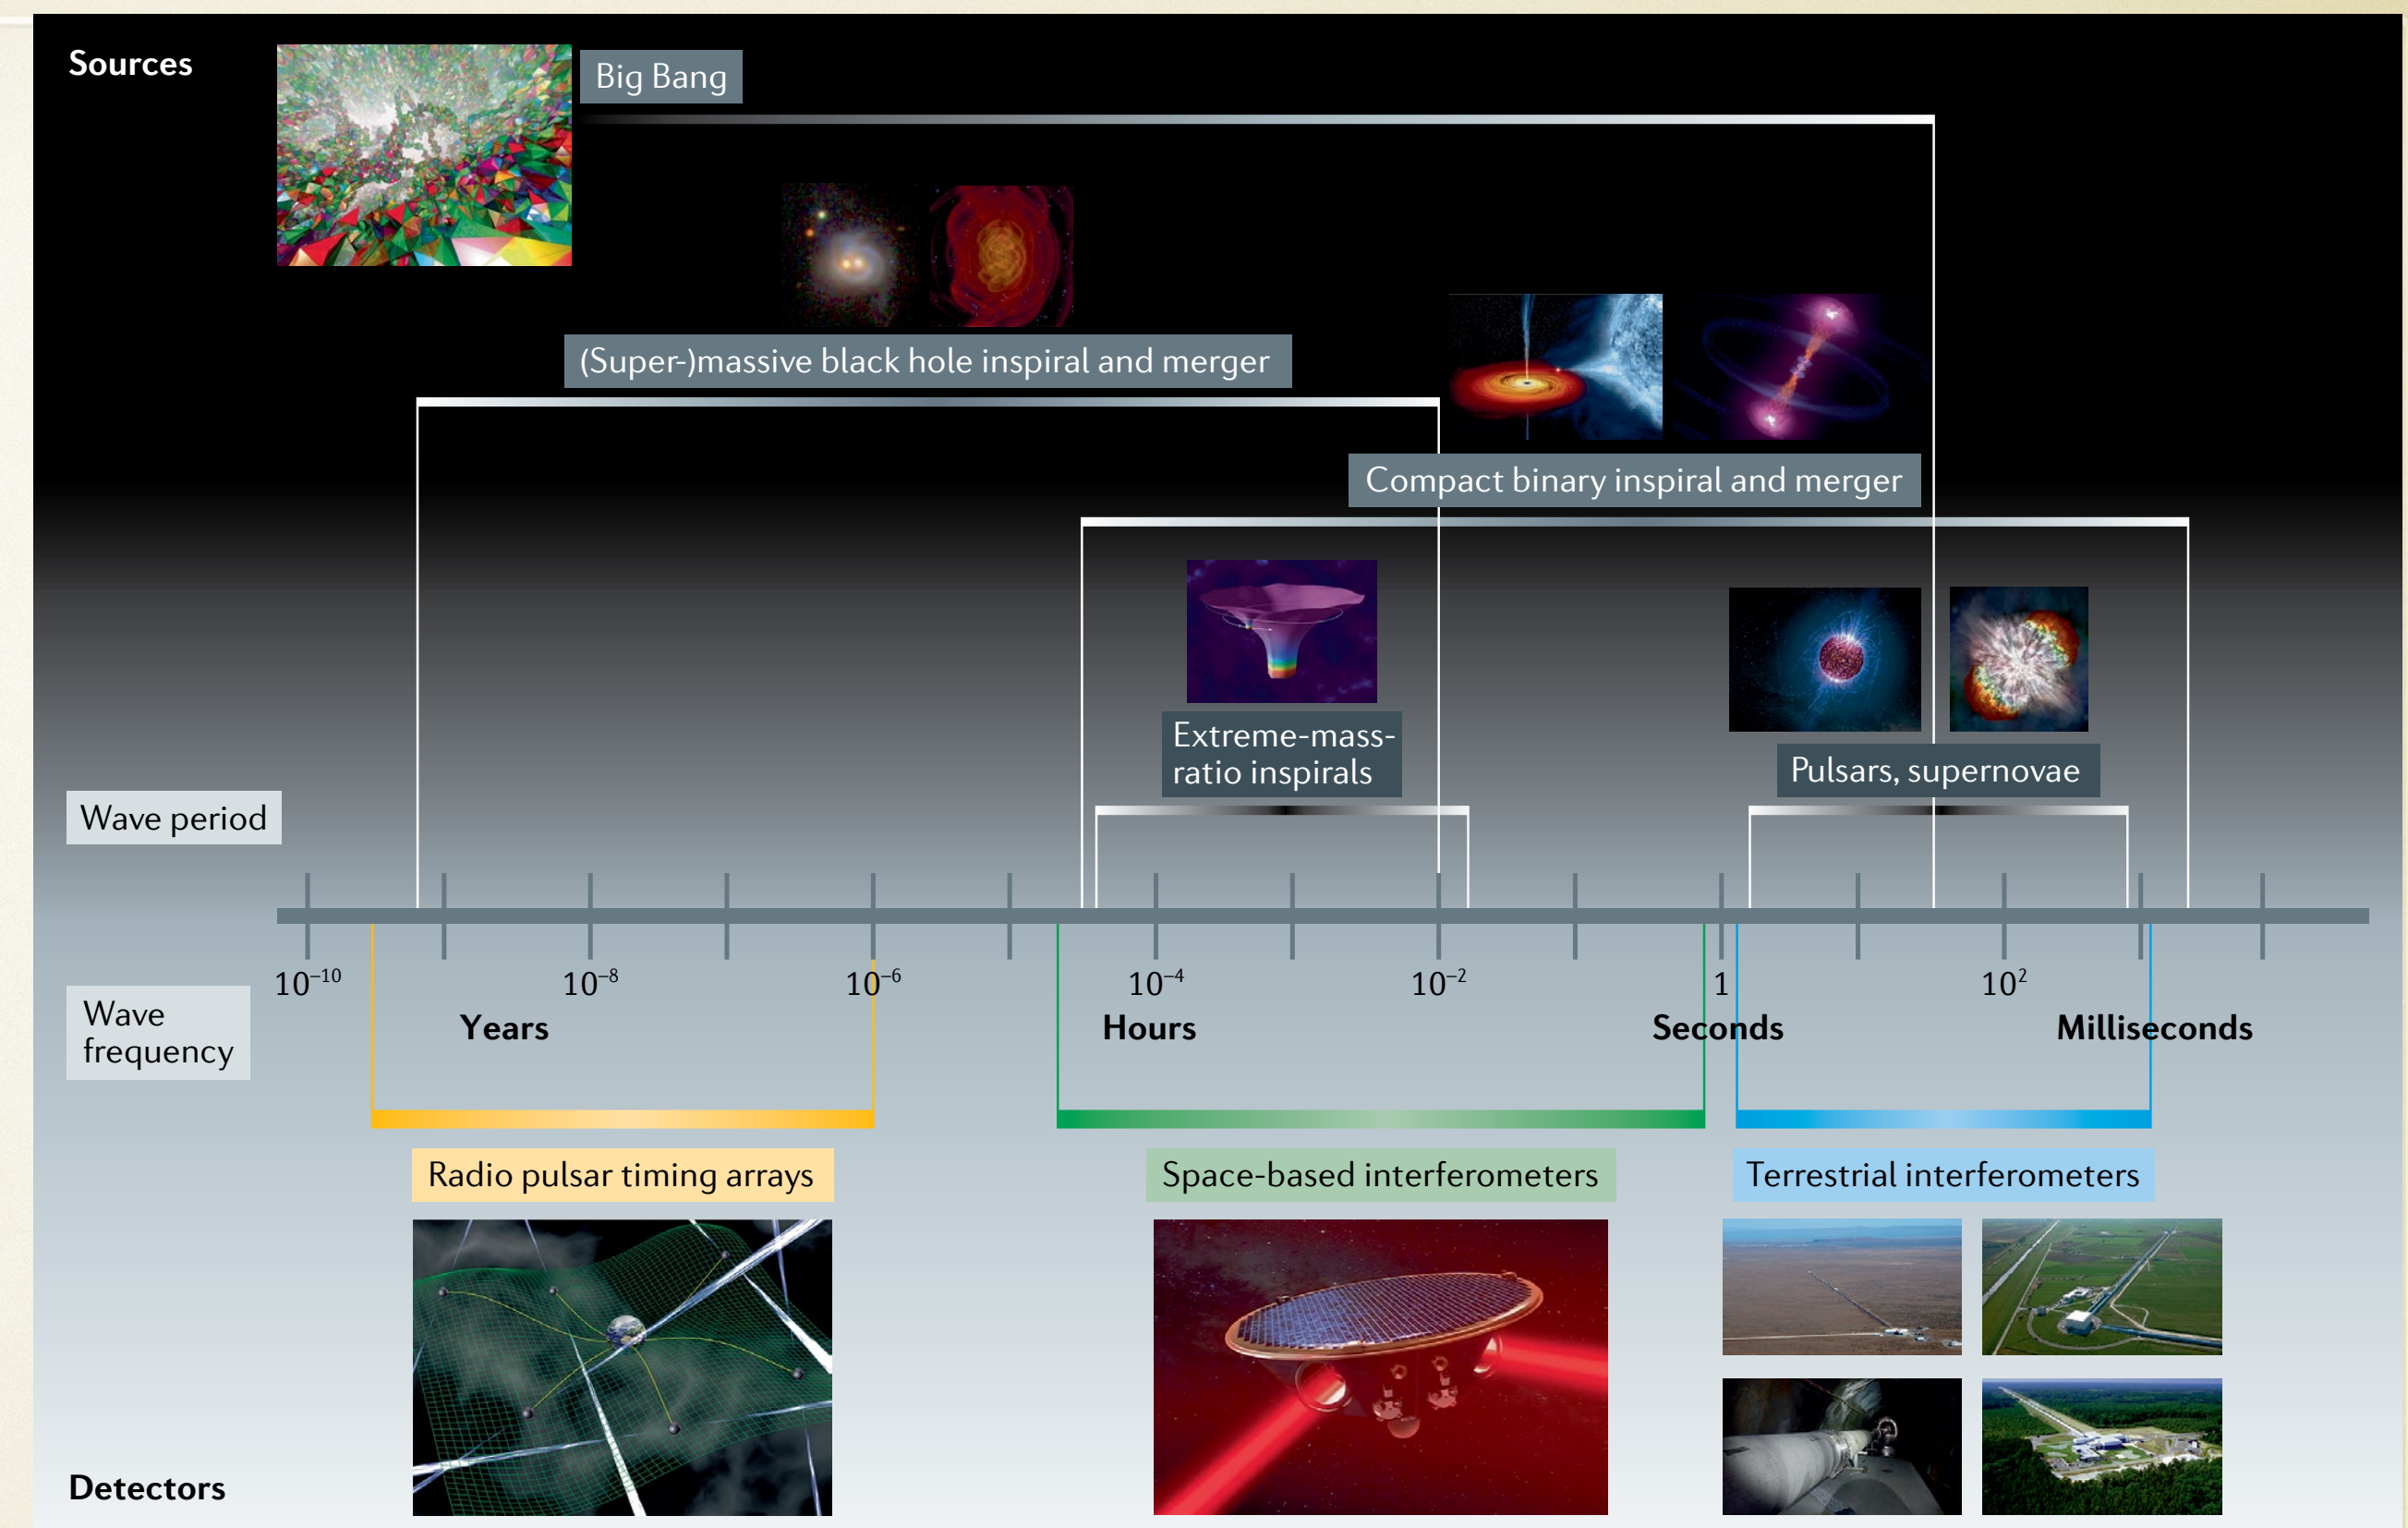 Sources
Big Bang
(Super-)massive black hole inspiral and merger
Compact binary inspiral and merger
Extreme-mass-
ratio inspirals
Pulsars, supernovae
Wave period
10⁻¹⁰ 10⁻⁸ 10⁻⁶ 10⁻⁴ 10⁻² 1 10²
Wave
frequency
Years Hours Seconds Milliseconds
Radio pulsar timing arrays Space-based interferometers Terrestrial interferometers
Detectors